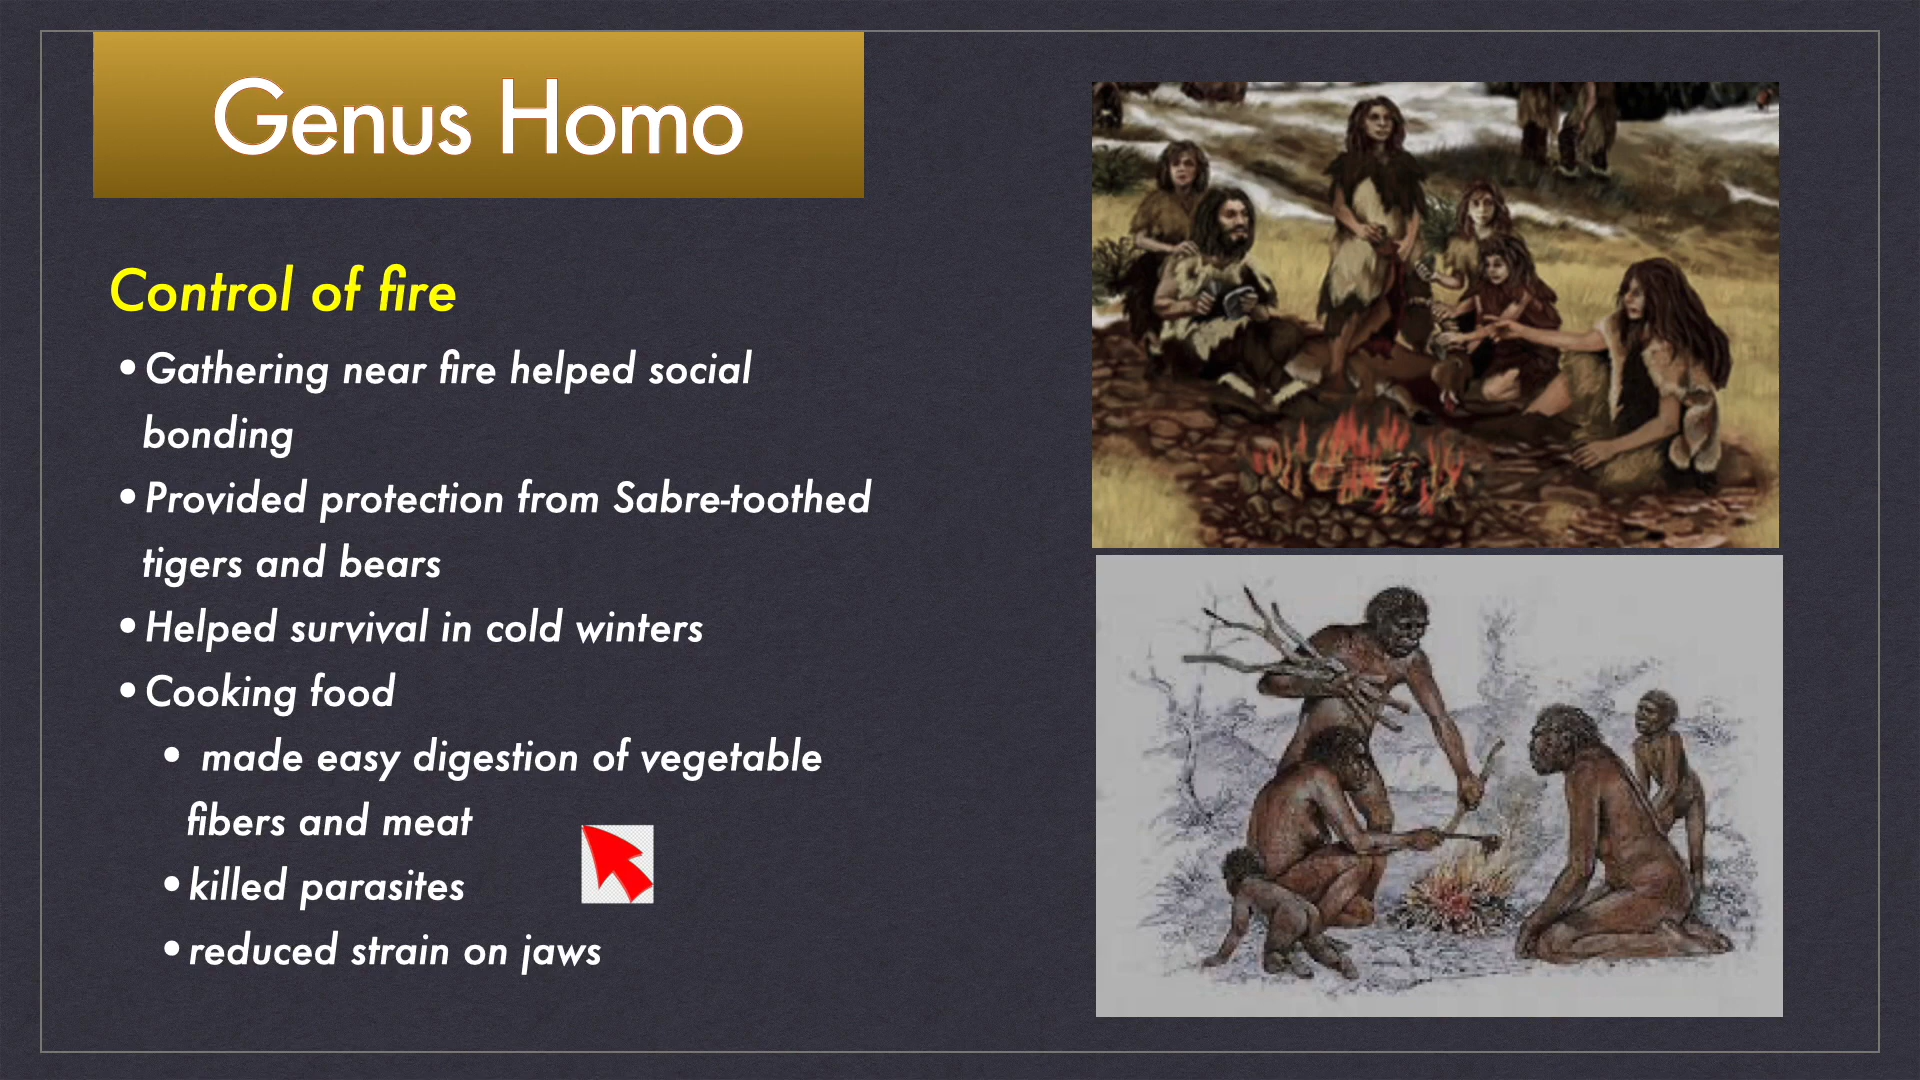 Genus Homo
Control of fire
•Gathering near fire helped social
bonding
•Provided protection from Sabre-toothed
tigers and bears
•Helped survival in cold winters
•Cooking food
• made easy digestion of vegetable
fibers and meat
•killed parasites
•reduced strain on jaws